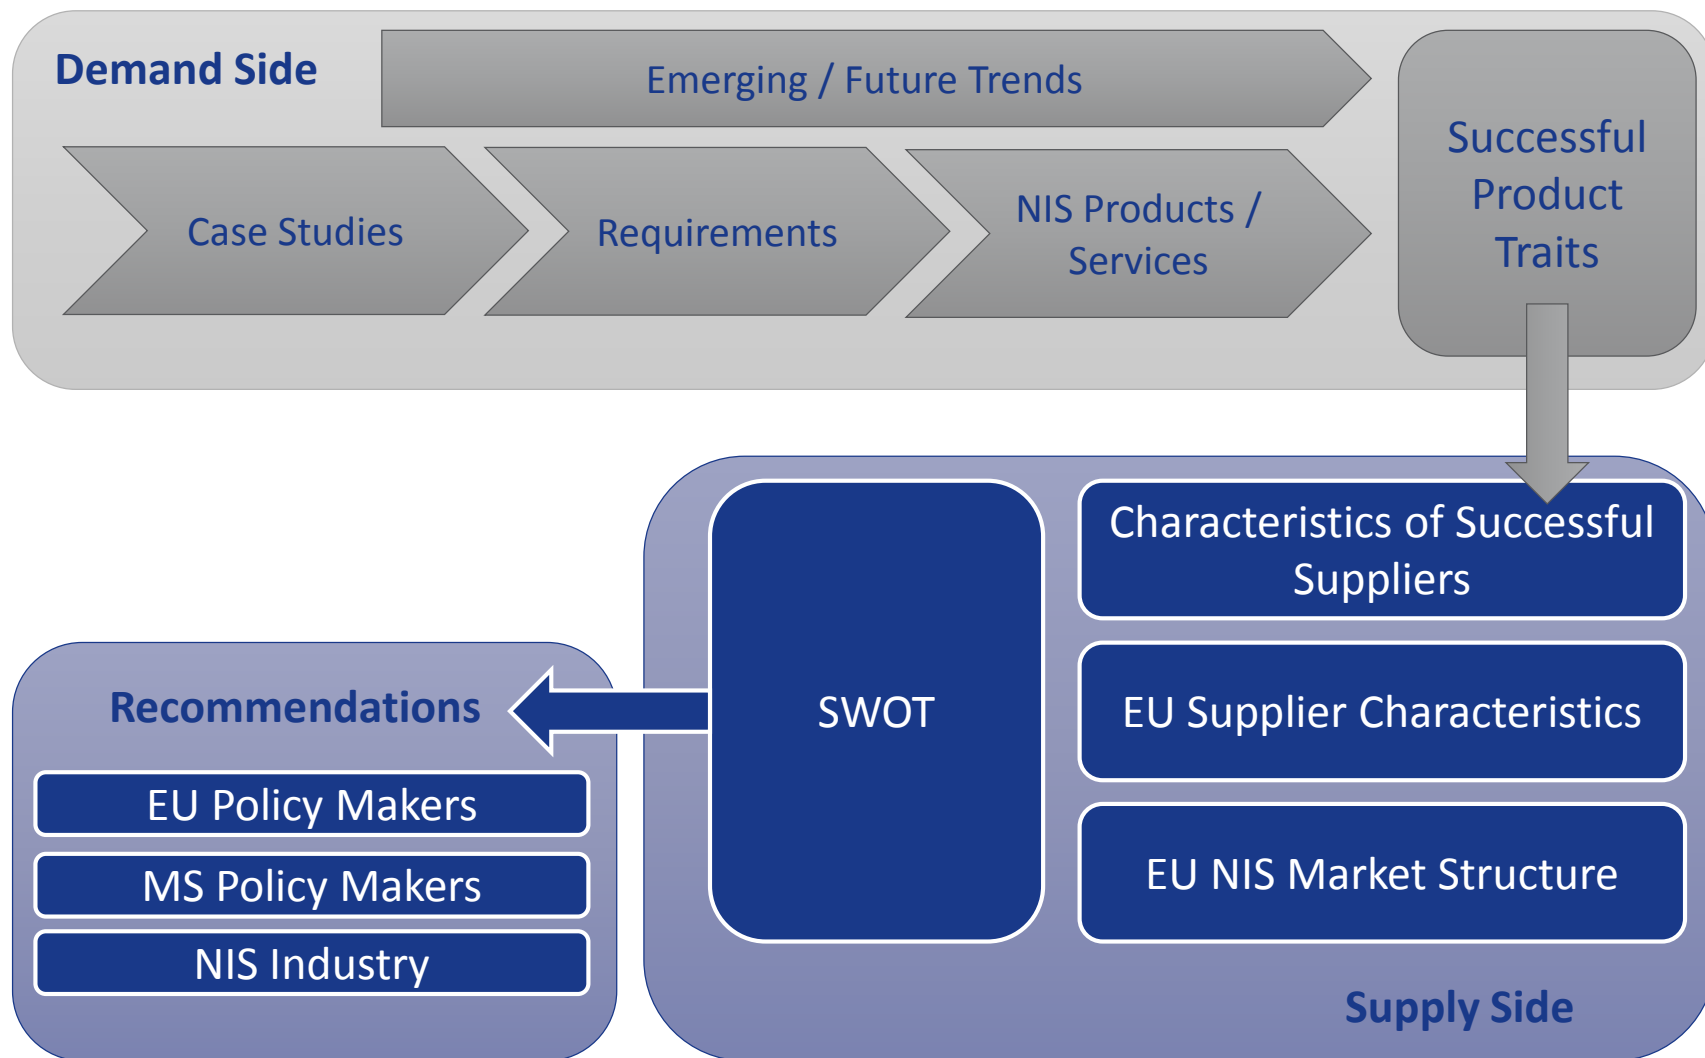 Demand Side
Emerging / Future Trends
Case Studies
Requirements
NIS Products /
Services
Successful
Product
Traits
Characteristics of Successful
Suppliers
SWOT
EU Supplier Characteristics
EU NIS Market Structure
Supply Side
Recommendations
EU Policy Makers
MS Policy Makers
NIS Industry